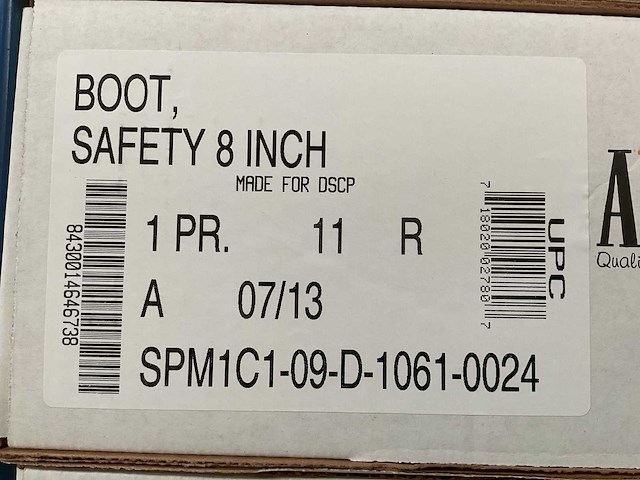 BOOT,
SAFETY 8 INCH
MADE FOR DSCP
1 PR. 11 R
A 07/13
SPM1C1-09-D-1061-0024
8430014646738
7 18020 02780 7
UPC
A
Quali